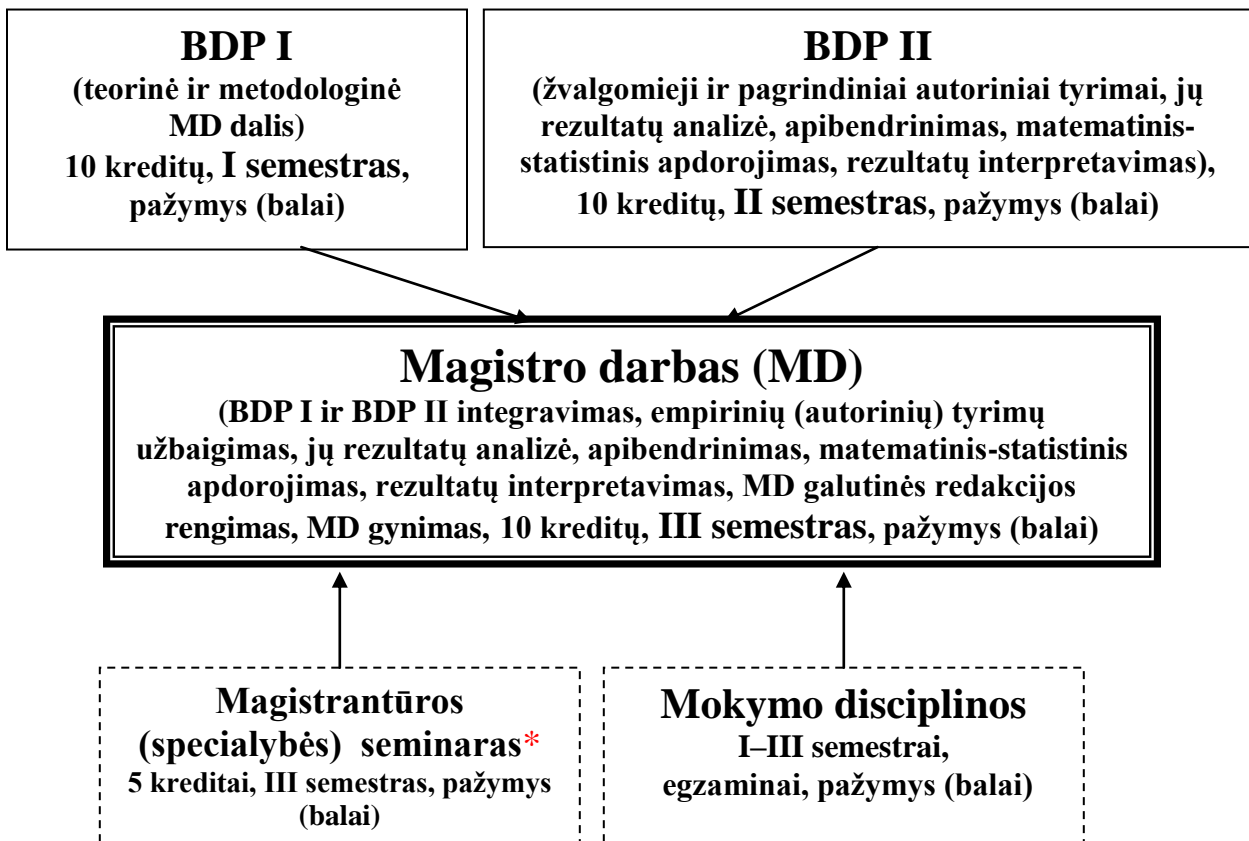 BDP I
(teorinė ir metodologinė
MD dalis)
10 kreditų, I semestras,
pažymys (balai)
BDP II
(žvalgomieji ir pagrindiniai autoriniai tyrimai, jų
rezultatų analizė, apibendrinimas, matematinis-
statistinis apdorojimas, rezultatų interpretavimas),
10 kreditų, II semestras, pažymys (balai)
Magistro darbas (MD)
(BDP I ir BDP II integravimas, empirinių (autorinių) tyrimų
užbaigimas, jų rezultatų analizė, apibendrinimas, matematinis-statistinis
apdorojimas, rezultatų interpretavimas, MD galutinės redakcijos
rengimas, MD gynimas, 10 kreditų, III semestras, pažymys (balai)
Magistrantūros
(specialybės) seminaras*
5 kreditai, III semestras, pažymys
(balai)
Mokymo disciplinos
I–III semestrai,
egzaminai, pažymys (balai)